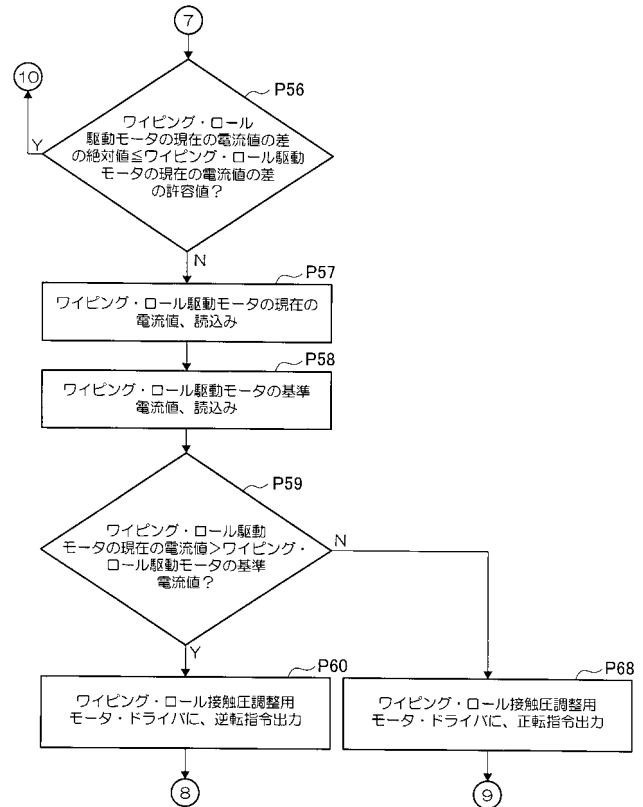 ⑦
⑩
P56
ワイピング・ロール
駆動モータの現在の電流値の差
の絶対値≦ワイピング・ロール駆動
モータの現在の電流値の差
の許容値？
Y
N
P57
ワイピング・ロール駆動モータの現在の
電流値、読込み
P58
ワイピング・ロール駆動モータの基準
電流値、読込み
P59
ワイピング・ロール駆動
モータの現在の電流値＞ワイピング・
ロール駆動モータの基準
電流値？
N
Y
P60
ワイピング・ロール接触圧調整用
モータ・ドライバに、逆転指令出力
P68
ワイピング・ロール接触圧調整用
モータ・ドライバに、正転指令出力
⑧
⑨